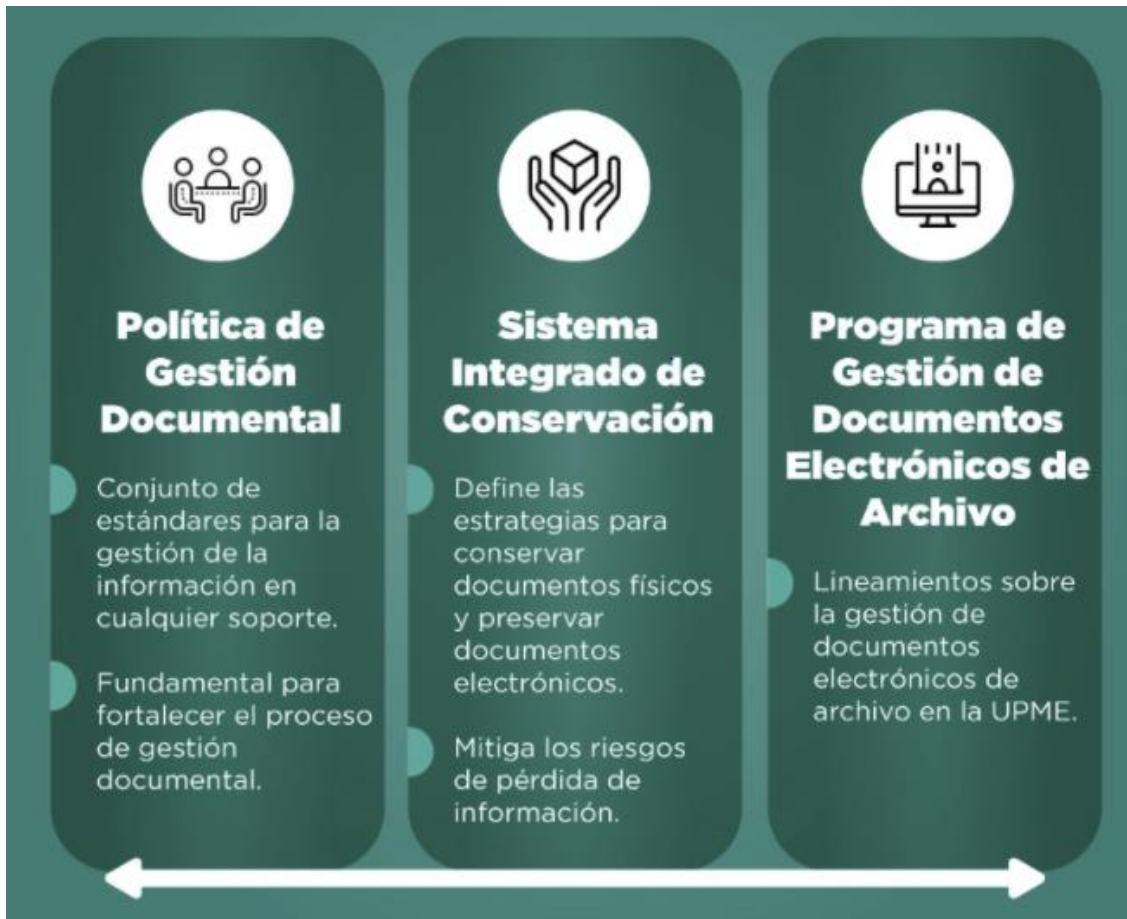 Política de
Gestión
Documental
Conjunto de
estándares para la
gestión de la
información en
cualquier soporte.
Fundamental para
fortalecer el proceso
de gestión
documental.
Sistema
Integrado de
Conservación
Define las
estrategias para
conservar
documentos físicos
y preservar
documentos
electrónicos.
Mitiga los riesgos
de pérdida de
información.
Programa de
Gestión de
Documentos
Electrónicos de
Archivo
Lineamientos sobre
la gestión de
documentos
electrónicos de
archivo en la UPME.